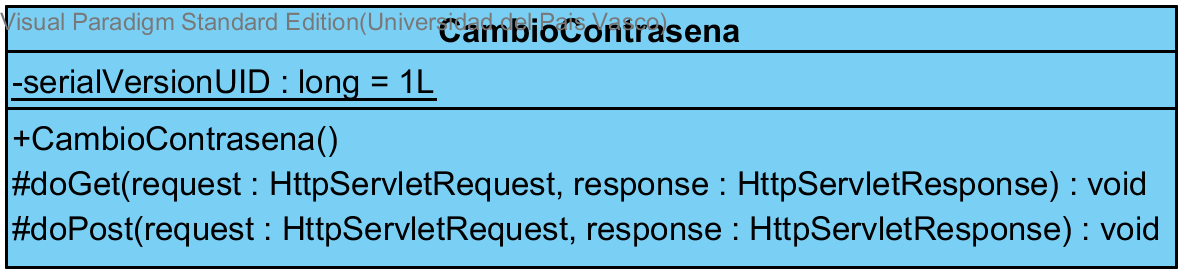 Visual Paradigm Standard Edition(Universidad del Pais Vasco)
CambioContrasena
-serialVersionUID : long = 1L
+CambioContrasena()
#doGet(request : HttpServletRequest, response : HttpServletResponse) : void
#doPost(request : HttpServletRequest, response : HttpServletResponse) : void